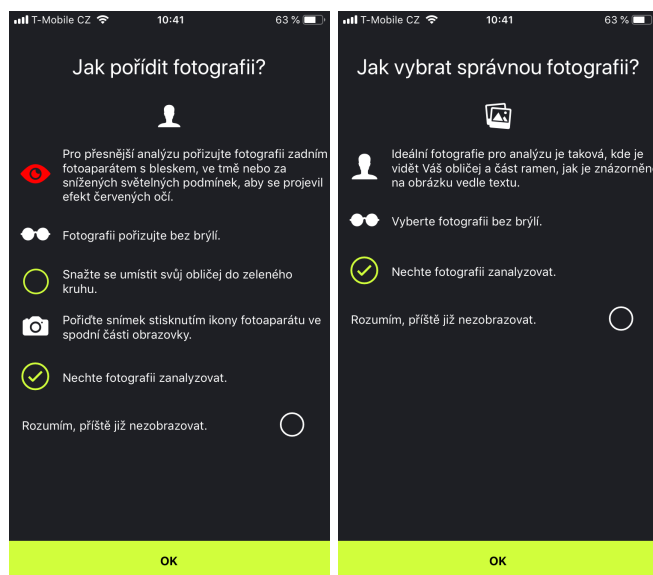 T-Mobile CZ 10:41 63 %
Jak pořídit fotografii?
Pro přesnější analýzu pořizujte fotografii zadním
fotoaparátem s bleskem, ve tmě nebo za
snížených světelných podmínek, aby se projevil
efekt červených očí.
Fotografii pořizujte bez brýlí.
Snažte se umístit svůj obličej do zeleného
kruhu.
Pořiďte snímek stisknutím ikony fotoaparátu ve
spodní části obrazovky.
Nechte fotografii zanalyzovat.
Rozumím, příště již nezobrazovat.
OK
T-Mobile CZ 10:41 63 %
Jak vybrat správnou fotografii?
Ideální fotografie pro analýzu je taková, kde je
vidět Váš obličej a část ramen, jak je znázorněn
na obrázku vedle textu.
Vyberte fotografii bez brýlí.
Nechte fotografii zanalyzovat.
Rozumím, příště již nezobrazovat.
OK